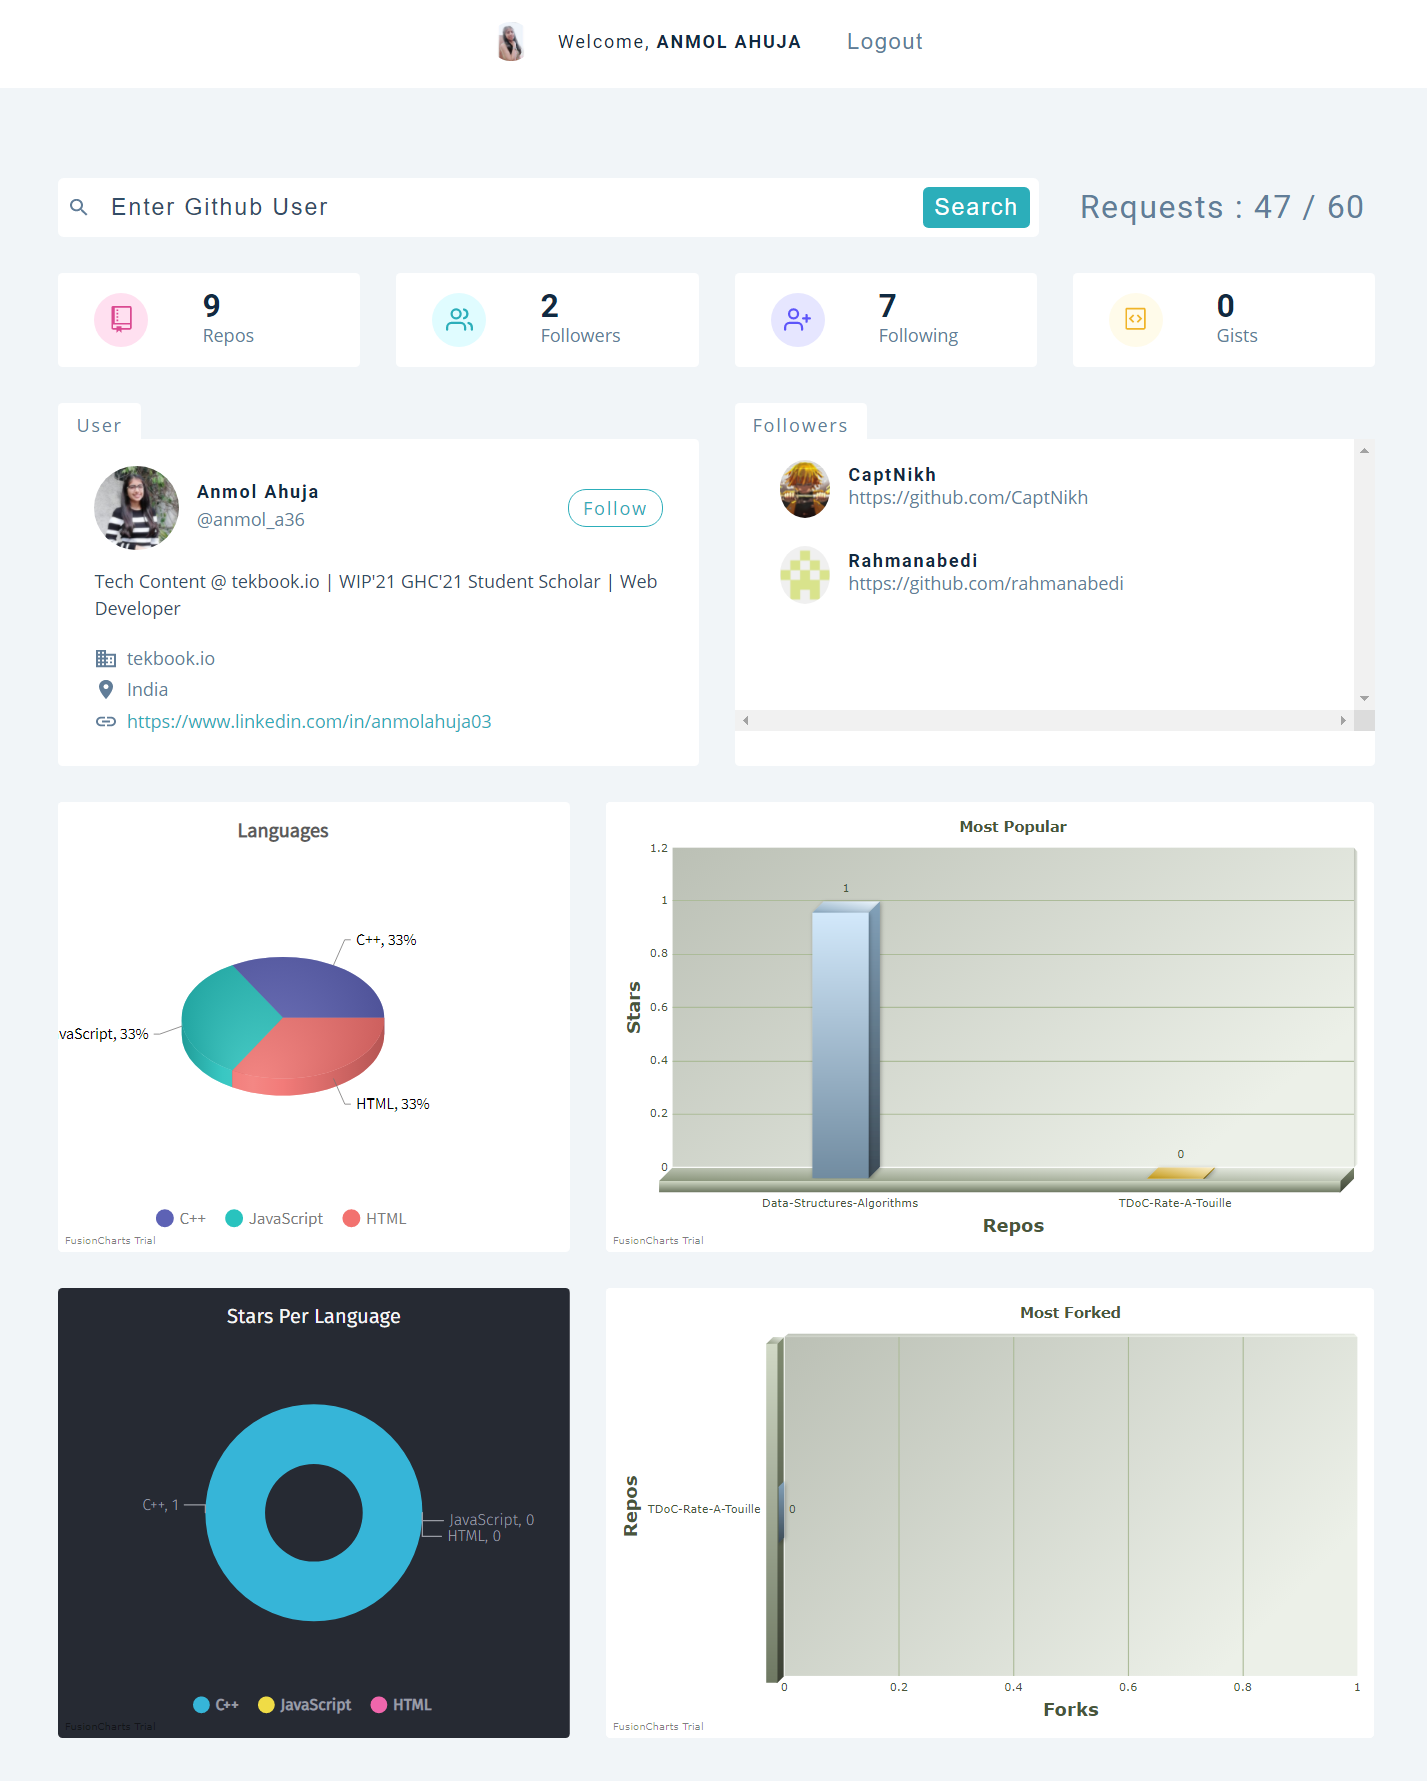 Welcome, ANMOL AHUJA
Logout
Enter Github User
Search
Requests : 47 / 60
9
Repos
2
Followers
7
Following
0
Gists
User
Anmol Ahuja
@anmol_a36
Follow
Tech Content @ tekbook.io | WIP'21 GHC'21 Student Scholar | Web
Developer
tekbook.io
India
https://www.linkedin.com/in/anmolahuja03
Followers
CaptNikh
https://github.com/CaptNikh
Rahmanabedi
https://github.com/rahmanabedi
Languages
C++, 33%
vaScript, 33%
HTML, 33%
C++ JavaScript HTML
FusionCharts Trial
Most Popular
Stars
1.2
1
0.8
0.6
0.4
0.2
0
1
0
Data-Structures-Algorithms
TDoC-Rate-A-Touille
Repos
FusionCharts Trial
Stars Per Language
C++, 1
JavaScript, 0
HTML, 0
C++ JavaScript HTML
FusionCharts Trial
Most Forked
Repos
TDoC-Rate-A-Touille
0
0 0.2 0.4 0.6 0.8 1
Forks
FusionCharts Trial